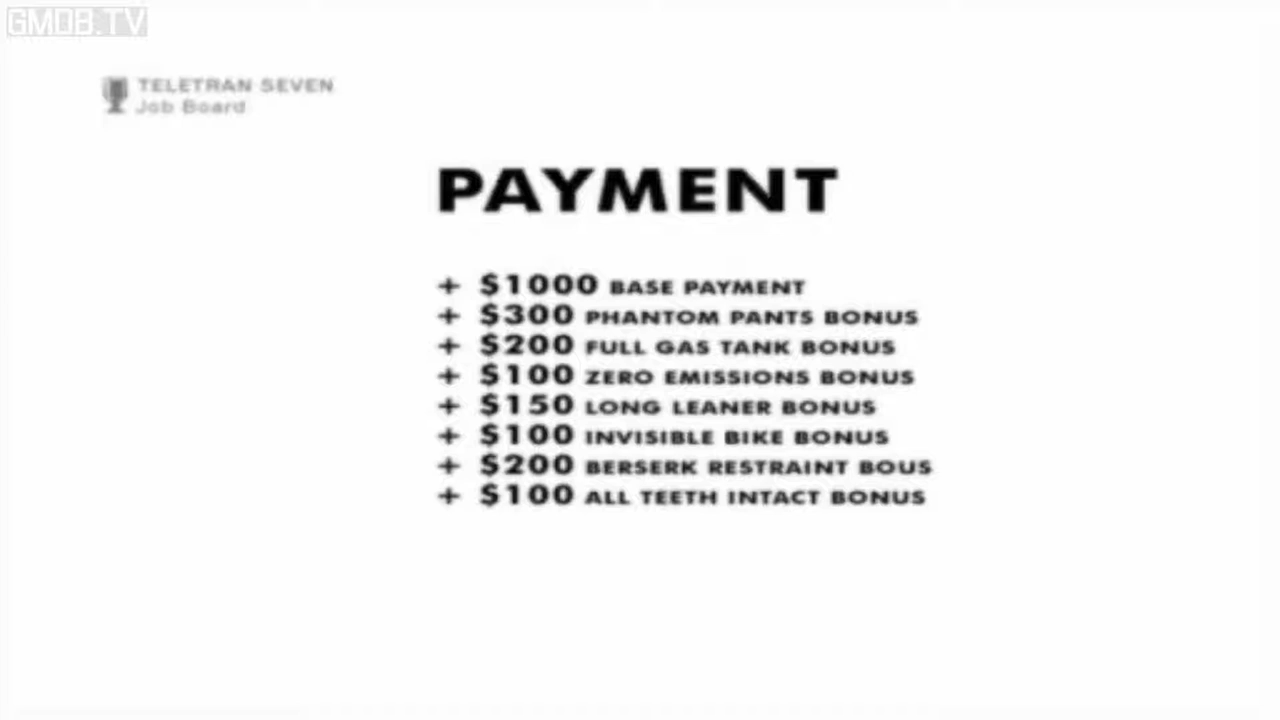 GMDB.TV
TELETRAN SEVEN
Job Board
PAYMENT
+ $1000 BASE PAYMENT
+ $300 PHANTOM PANTS BONUS
+ $200 FULL GAS TANK BONUS
+ $100 ZERO EMISSIONS BONUS
+ $150 LONG LEANER BONUS
+ $100 INVISIBLE BIKE BONUS
+ $200 BERSERK RESTRAINT BOUS
+ $100 ALL TEETH INTACT BONUS